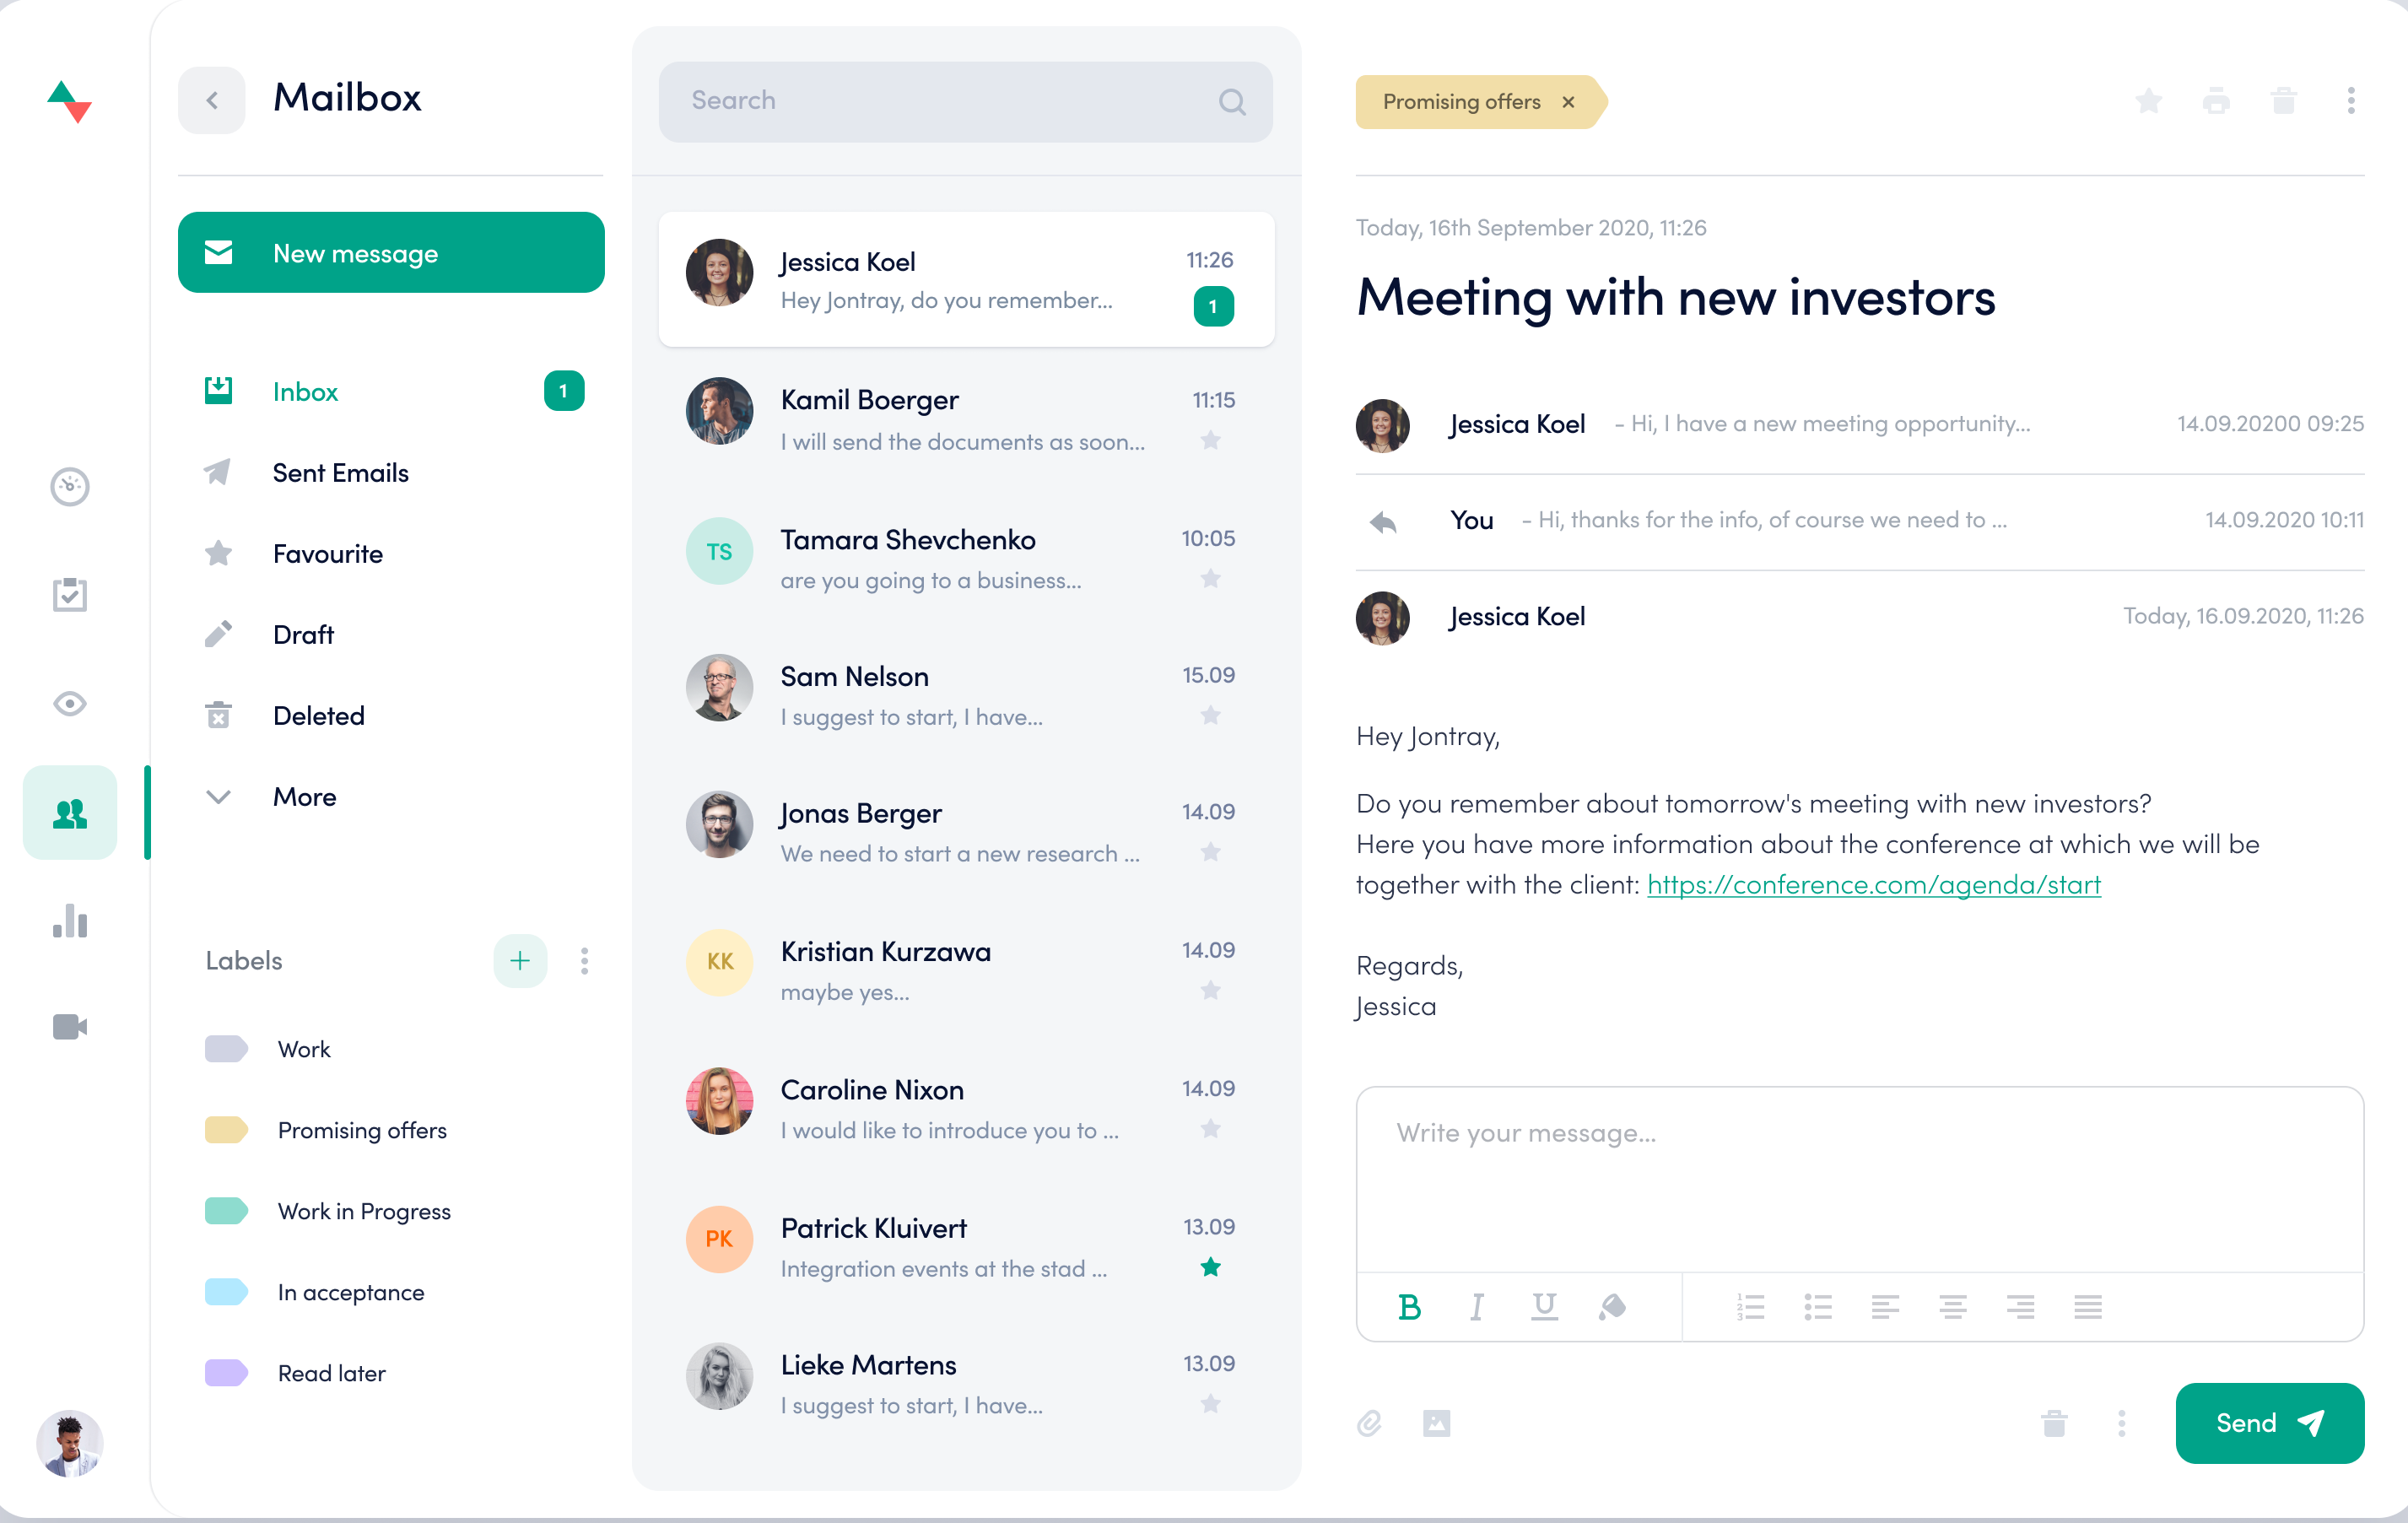 Mailbox
New message
Inbox
1
Sent Emails
Favourite
Draft
Deleted
More
Labels
Work
Promising offers
Work in Progress
In acceptance
Read later
Search
Jessica Koel
11:26
Hey Jontray, do you remember...
1
Kamil Boerger
11:15
I will send the documents as soon...
TS
Tamara Shevchenko
10:05
are you going to a business...
Sam Nelson
15.09
I suggest to start, I have...
Jonas Berger
14.09
We need to start a new research ...
KK
Kristian Kurzawa
14.09
maybe yes...
Caroline Nixon
14.09
I would like to introduce you to ...
PK
Patrick Kluivert
13.09
Integration events at the stad ...
Lieke Martens
13.09
I suggest to start, I have...
Promising offers ×
Today, 16th September 2020, 11:26
Meeting with new investors
Jessica Koel - Hi, I have a new meeting opportunity... 14.09.20200 09:25
You - Hi, thanks for the info, of course we need to ... 14.09.2020 10:11
Jessica Koel Today, 16.09.2020, 11:26
Hey Jontray,
Do you remember about tomorrow's meeting with new investors?
Here you have more information about the conference at which we will be
together with the client: https://conference.com/agenda/start
Regards,
Jessica
Write your message...
B I U
1
2
3
Send